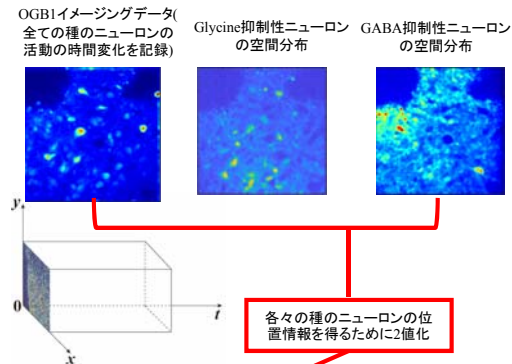 OGB1イメージングデータ(
全ての種のニューロンの
活動の時間変化を記録)
Glycine抑制性ニューロン
の空間分布
GABA抑制性ニューロン
の空間分布
y
0
t
x
各々の種のニューロンの位
置情報を得るために2値化